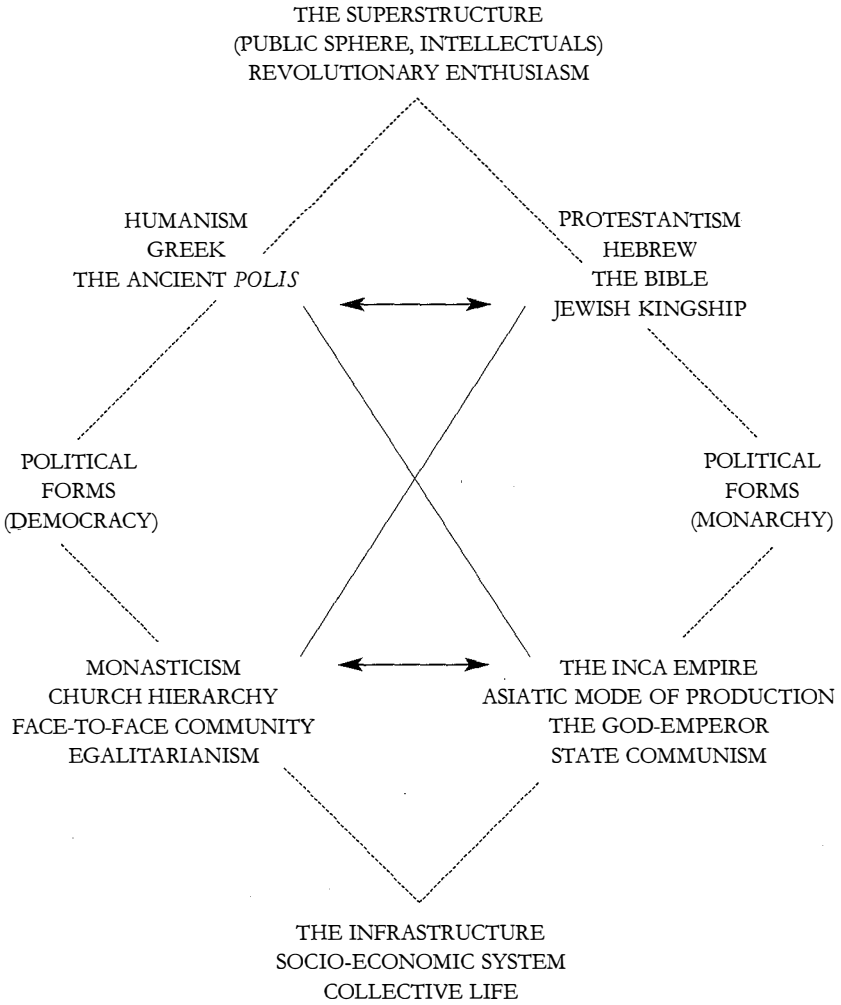 THE SUPERSTRUCTURE
(PUBLIC SPHERE, INTELLECTUALS)
REVOLUTIONARY ENTHUSIASM
HUMANISM
GREEK
THE ANCIENT POLIS
PROTESTANTISM
HEBREW
THE BIBLE
JEWISH KINGSHIP
POLITICAL
FORMS
(DEMOCRACY)
POLITICAL
FORMS
(MONARCHY)
MONASTICISM
CHURCH HIERARCHY
FACE-TO-FACE COMMUNITY
EGALITARIANISM
THE INCA EMPIRE
ASIATIC MODE OF PRODUCTION
THE GOD-EMPEROR
STATE COMMUNISM
THE INFRASTRUCTURE
SOCIO-ECONOMIC SYSTEM
COLLECTIVE LIFE